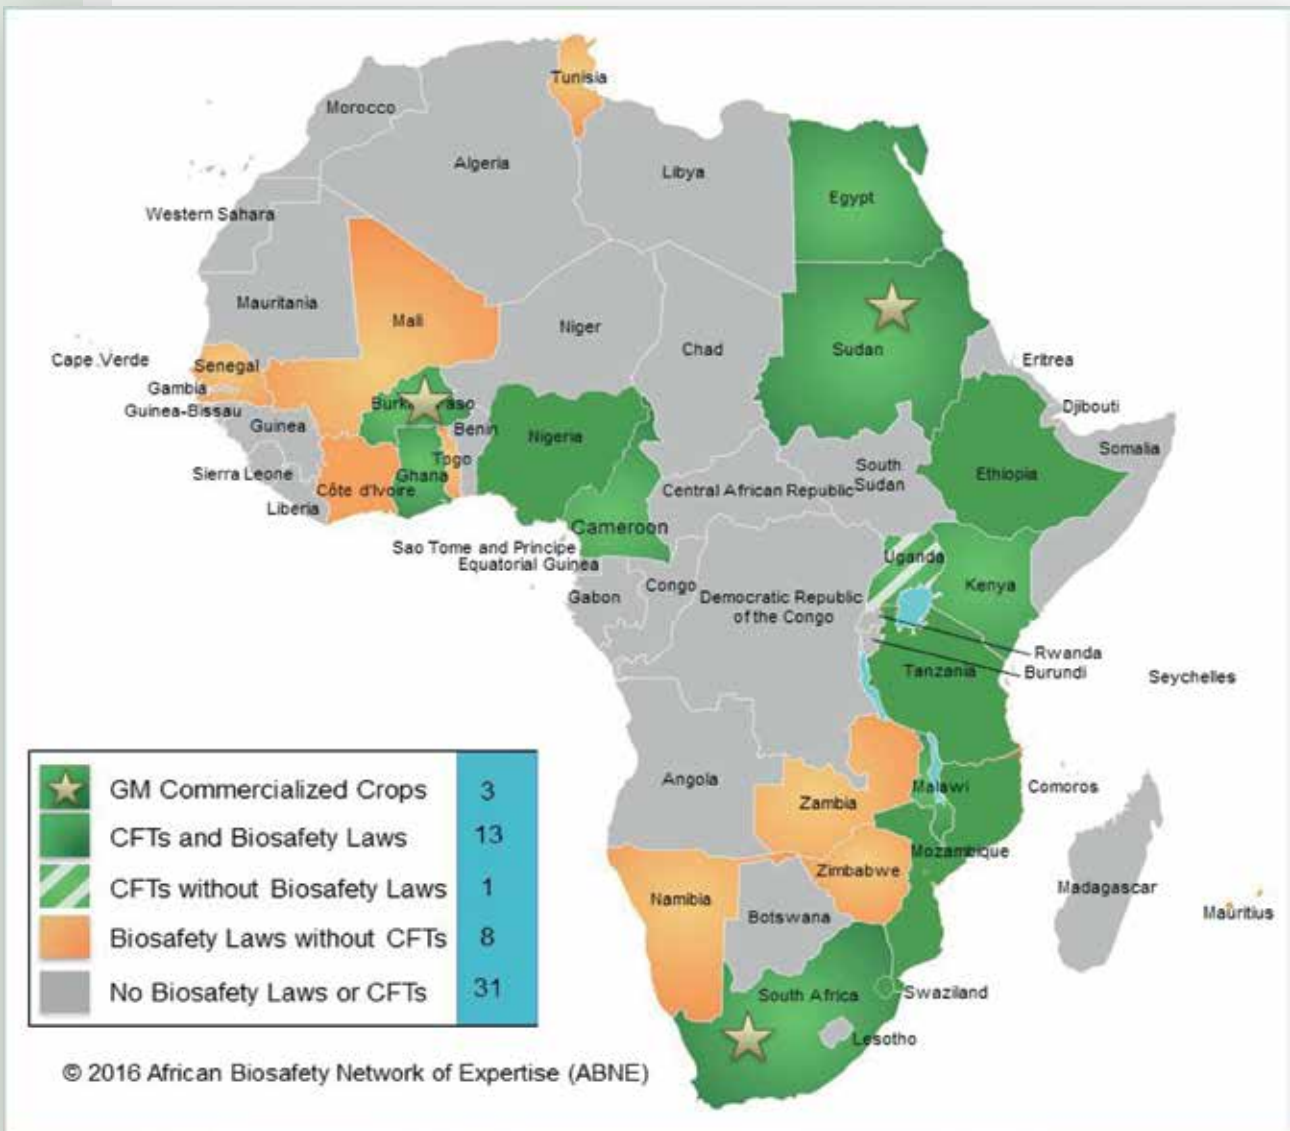 Tunisia
Morocco
Algeria
Libya
Egypt
Western Sahara
Mauritania
Mali
Niger
Chad
Sudan
Eritrea
Cape Verde
Senegal
Gambia
Djibouti
Guinea-Bissau
Burkina Faso
Guinea
Benin
Nigeria
Somalia
Togo
Sierra Leone
Ghana
South
Sudan
Ethiopia
Côte d'Ivoire
Central African Republic
Liberia
Cameroon
Sao Tome and Principe
Equatorial Guinea
Uganda
Kenya
Gabon
Congo
Democratic Republic
of the Congo
Rwanda
Burundi
Tanzania
Seychelles
Angola
Malawi
Comoros
Zambia
Mozambique
Zimbabwe
Madagascar
Namibia
Botswana
Mauritius
South Africa
Swaziland
Lesotho
GM Commercialized Crops 3
CFTs and Biosafety Laws 13
CFTs without Biosafety Laws 1
Biosafety Laws without CFTs 8
No Biosafety Laws or CFTs 31
© 2016 African Biosafety Network of Expertise (ABNE)